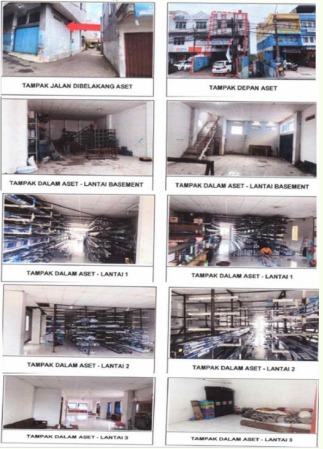 TAMPAK JALAN DIBELAKANG ASET
TAMPAK DEPAN ASET
TAMPAK DALAM ASET - LANTAI BASEMENT
TAMPAK DALAM ASET - LANTAI BASEMENT
TAMPAK DALAM ASET - LANTAI 1
TAMPAK DALAM ASET - LANTAI 1
TAMPAK DALAM ASET - LANTAI 2
TAMPAK DALAM ASET - LANTAI 2
TAMPAK DALAM ASET - LANTAI 3
TAMPAK DALAM ASET - LANTAI 3